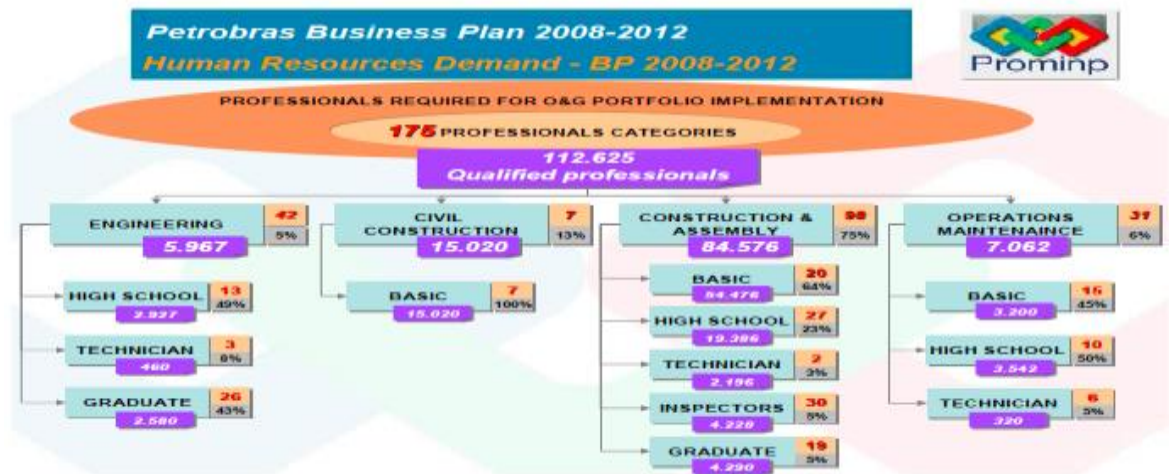 Petrobras Business Plan 2008-2012
Human Resources Demand - BP 2008-2012
Prominp
PROFESSIONALS REQUIRED FOR O&G PORTFOLIO IMPLEMENTATION
175 PROFESSIONALS CATEGORIES
112.625
Qualified professionals
ENGINEERING
42
5%
5.967
HIGH SCHOOL
13
49%
2.927
TECHNICIAN
3
8%
460
GRADUATE
26
43%
2.580
CIVIL
CONSTRUCTION
7
13%
15.020
BASIC
7
100%
15.020
CONSTRUCTION &
ASSEMBLY
98
75%
84.576
BASIC
20
64%
54.476
HIGH SCHOOL
27
23%
19.386
TECHNICIAN
2
3%
2.196
INSPECTORS
30
5%
4.228
GRADUATE
19
5%
4.290
OPERATIONS
MAINTENAINCE
31
6%
7.062
BASIC
15
45%
3.200
HIGH SCHOOL
10
50%
3.542
TECHNICIAN
6
5%
320